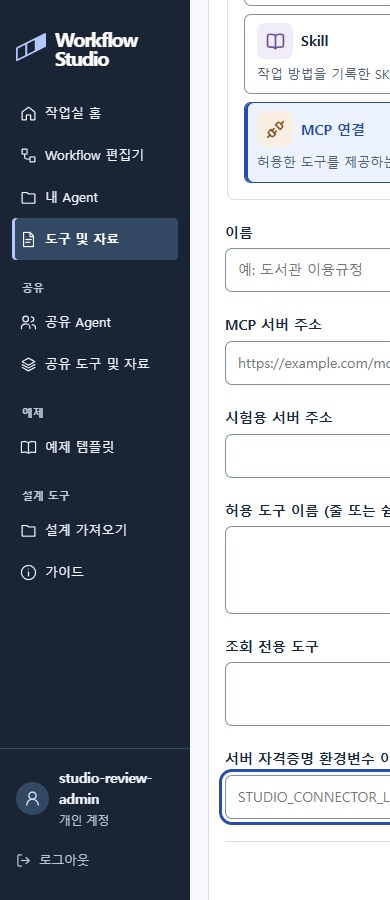 Workflow
Studio
작업실 홈
Workflow 편집기
내 Agent
도구 및 자료
공유
공유 Agent
공유 도구 및 자료
예제
예제 템플릿
설계 도구
설계 가져오기
가이드
studio-review-
admin
개인 계정
로그아웃
Skill
작업 방법을 기록한 SK
MCP 연결
허용한 도구를 제공하는
이름
예: 도서관 이용규정
MCP 서버 주소
https://example.com/mc
시험용 서버 주소
허용 도구 이름 (줄 또는 쉼
조회 전용 도구
서버 자격증명 환경변수 이
STUDIO_CONNECTOR_L